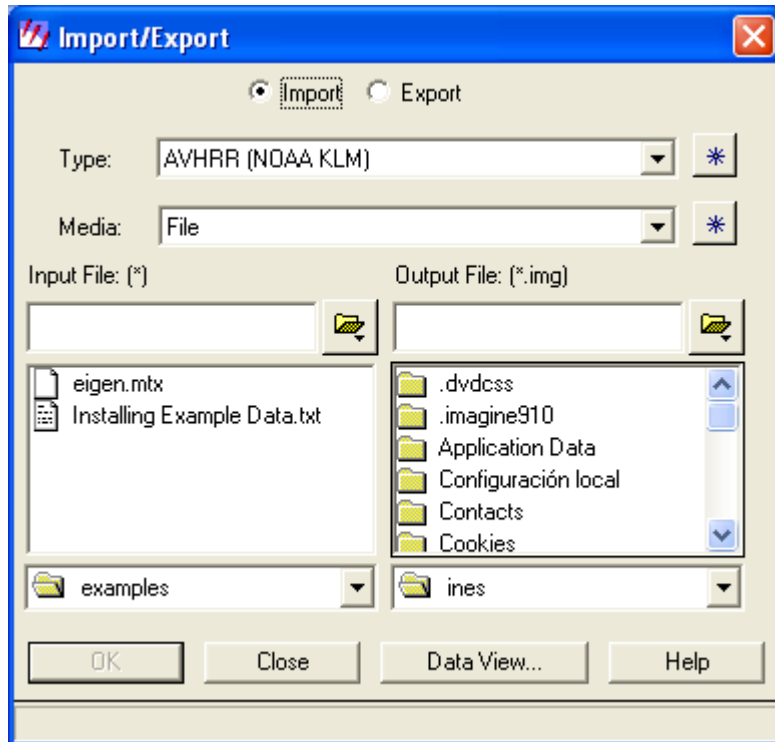 Import/Export
Import Export
Type: AVHRR (NOAA KLM)
Media: File
Input File: (*) Output File: (*.img)
eigen.mtx
Installing Example Data.txt
.dvdcss
.imagine910
Application Data
Configuración local
Contacts
Cookies
examples ines
OK Close Data View... Help